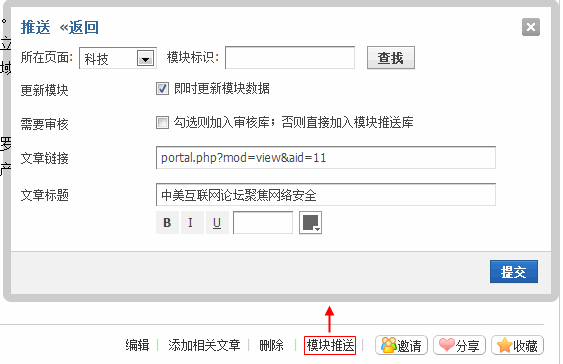 推送 «返回
所在页面: 科技 模块标识: 查找
更新模块 即时更新模块数据
需要审核 勾选则加入审核库；否则直接加入模块推送库
文章链接 portal.php?mod=view&aid=11
文章标题 中美互联网论坛聚焦网络安全
B I U
提交
。
立
域
罗
产
编辑 | 添加相关文章 | 删除 | 模块推送 | 邀请 分享 收藏